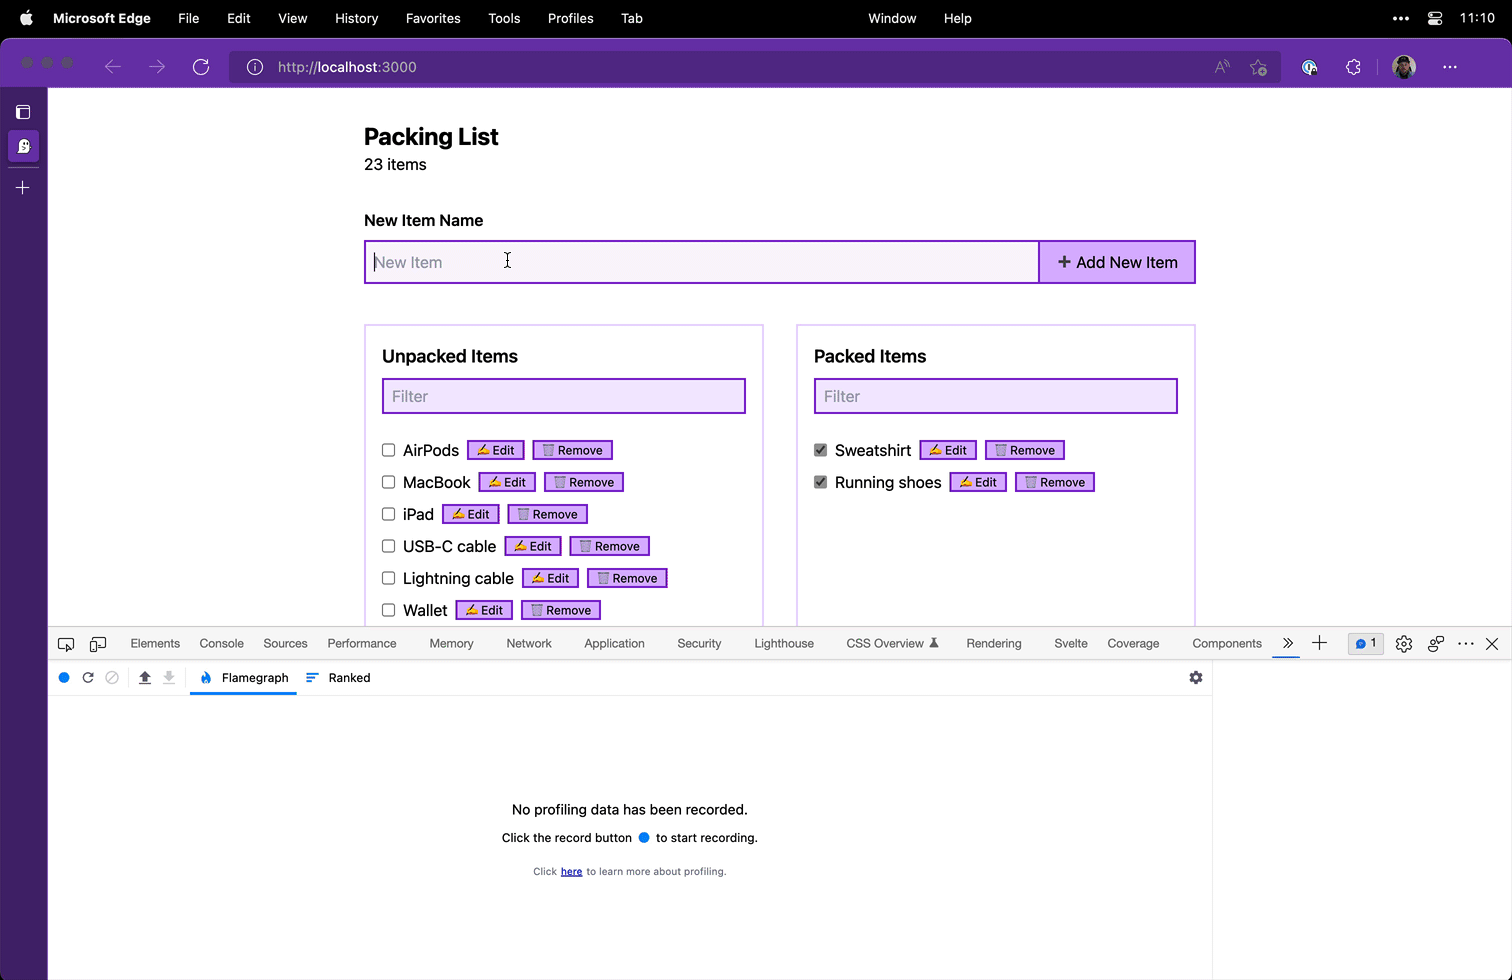 Microsoft Edge File Edit View History Favorites Tools Profiles Tab Window Help 11:10
http://localhost:3000
Packing List
23 items
New Item Name
New Item
+ Add New Item
Unpacked Items
Filter
AirPods Edit Remove
MacBook Edit Remove
iPad Edit Remove
USB-C cable Edit Remove
Lightning cable Edit Remove
Wallet Edit Remove
Packed Items
Filter
Sweatshirt Edit Remove
Running shoes Edit Remove
Elements Console Sources Performance Memory Network Application Security Lighthouse CSS Overview Rendering Svelte Coverage Components 1
Flamegraph Ranked
No profiling data has been recorded.
Click the record button to start recording.
Click here to learn more about profiling.